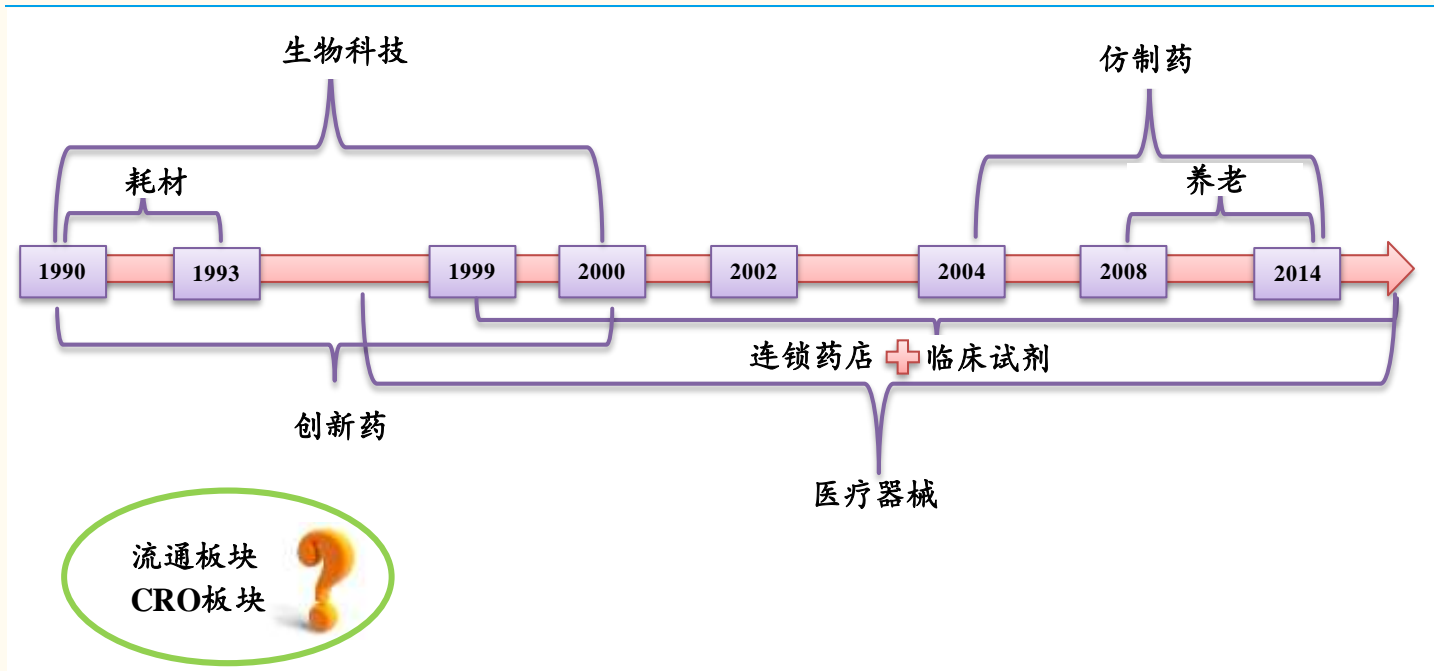 生物科技
仿制药
耗材
养老
1990
1993
1999
2000
2002
2004
2008
2014
连锁药店
临床试剂
创新药
医疗器械
流通板块
CRO板块
?